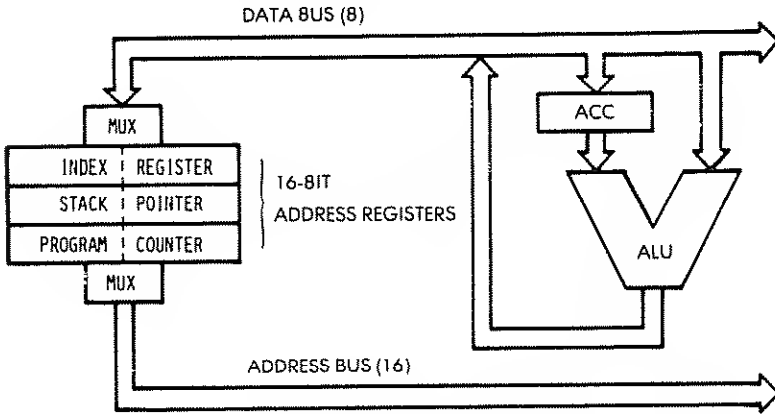 DATA BUS (8)
MUX
ACC
INDEX REGISTER
STACK POINTER
PROGRAM COUNTER
16-BIT
ADDRESS REGISTERS
ALU
MUX
ADDRESS BUS (16)